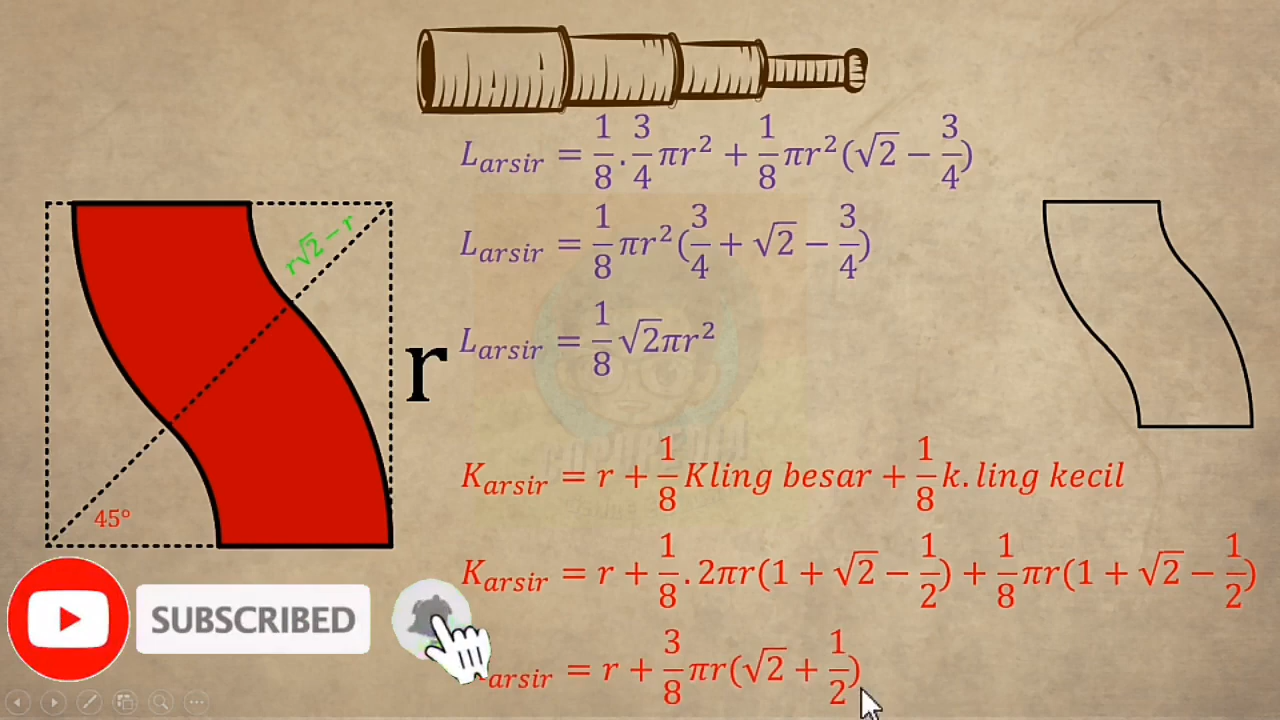 L_arsir = 1/8 . 3/4 πr² + 1/8 πr²(√2 − 3/4)
L_arsir = 1/8 πr²(3/4 + √2 − 3/4)
r√2 − r
L_arsir = 1/8 √2πr²
r
K_arsir = r + 1/8 Kling besar + 1/8 k.ling kecil
45°
K_arsir = r + 1/8 . 2πr(1 + √2 − 1/2) + 1/8 πr(1 + √2 − 1/2)
SUBSCRIBED
arsir = r + 3/8 πr(√2 + 1/2)